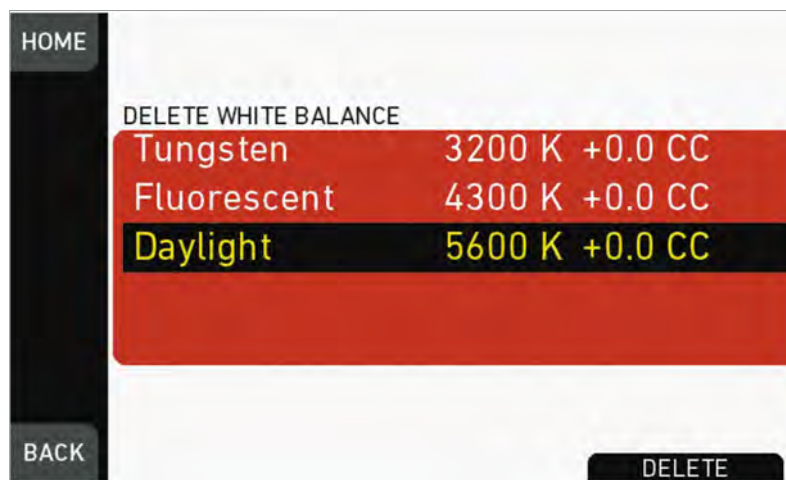 HOME
DELETE WHITE BALANCE
Tungsten 3200 K +0.0 CC
Fluorescent 4300 K +0.0 CC
Daylight 5600 K +0.0 CC
BACK
DELETE